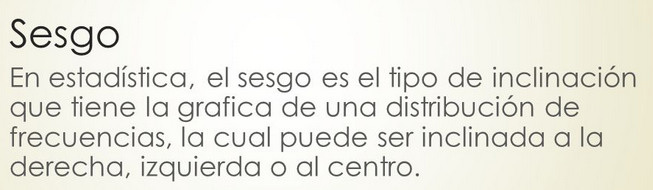 Sesgo
En estadística, el sesgo es el tipo de inclinación
que tiene la grafica de una distribución de
frecuencias, la cual puede ser inclinada a la
derecha, izquierda o al centro.